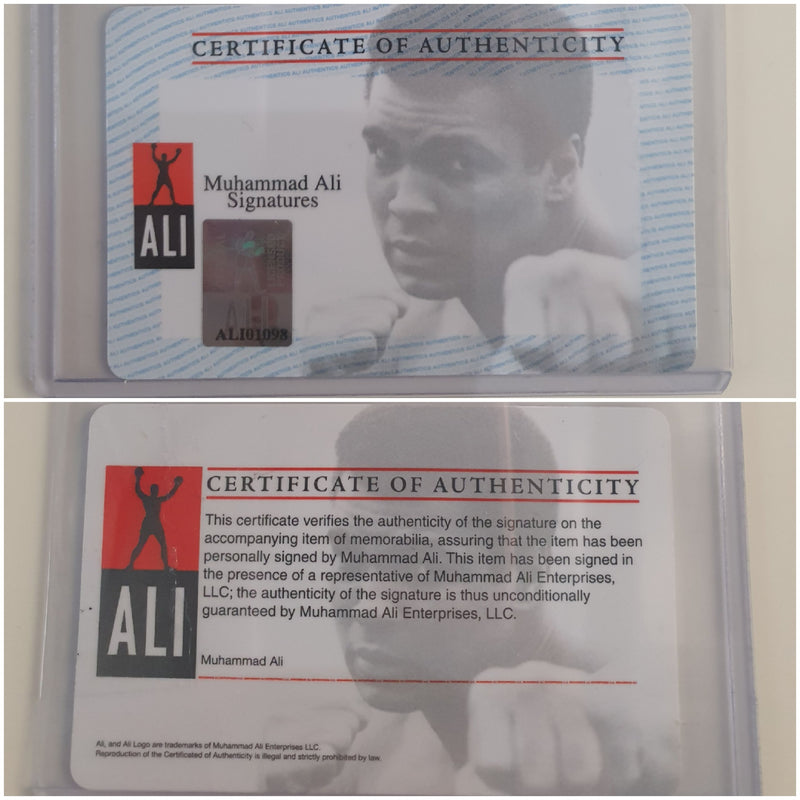 CERTIFICATE OF AUTHENTICITY
Muhammad Ali
Signatures
ALI
ALI01098
CERTIFICATE OF AUTHENTICITY
This certificate verifies the authenticity of the signature on the
accompanying item of memorabilia, assuring that the item has been
personally signed by Muhammad Ali. This item has been signed in
the presence of a representative of Muhammad Ali Enterprises,
LLC; the authenticity of the signature is thus unconditionally
guaranteed by Muhammad Ali Enterprises, LLC.
ALI
Muhammad Ali
Ali, and Ali Logo are trademarks of Muhammad Ali Enterprises LLC.
Reproduction of the Certificated of Authenticity is illegal and strictly prohibited by law.